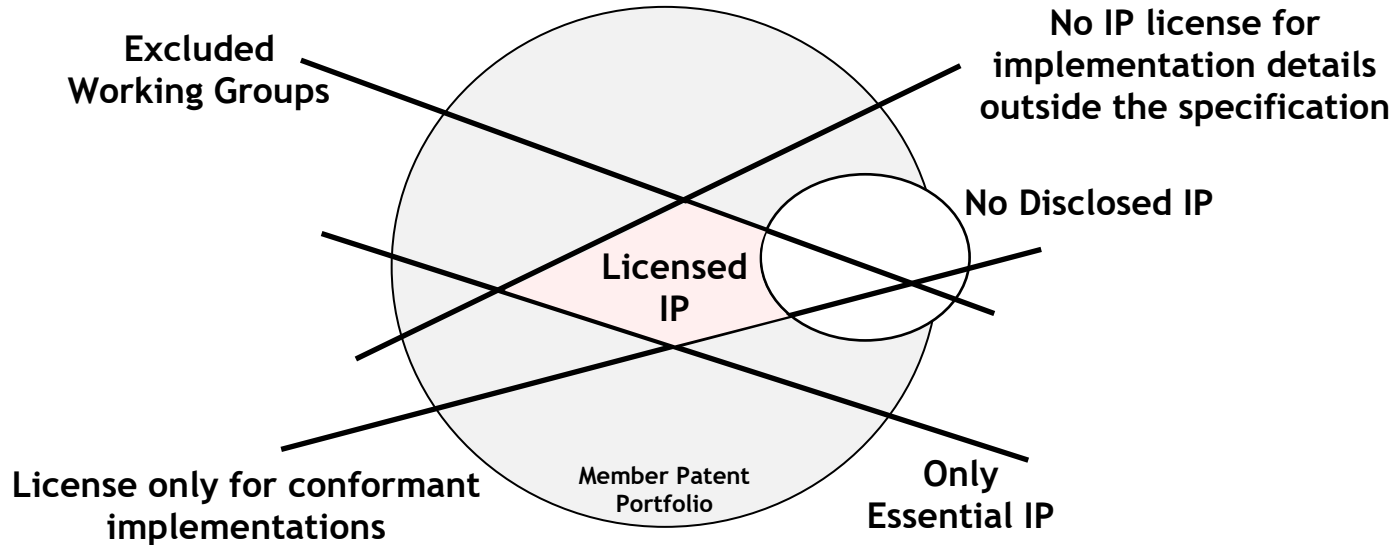 Excluded
Working Groups
No IP license for
implementation details
outside the specification
No Disclosed IP
Licensed
IP
License only for conformant
implementations
Member Patent
Portfolio
Only
Essential IP